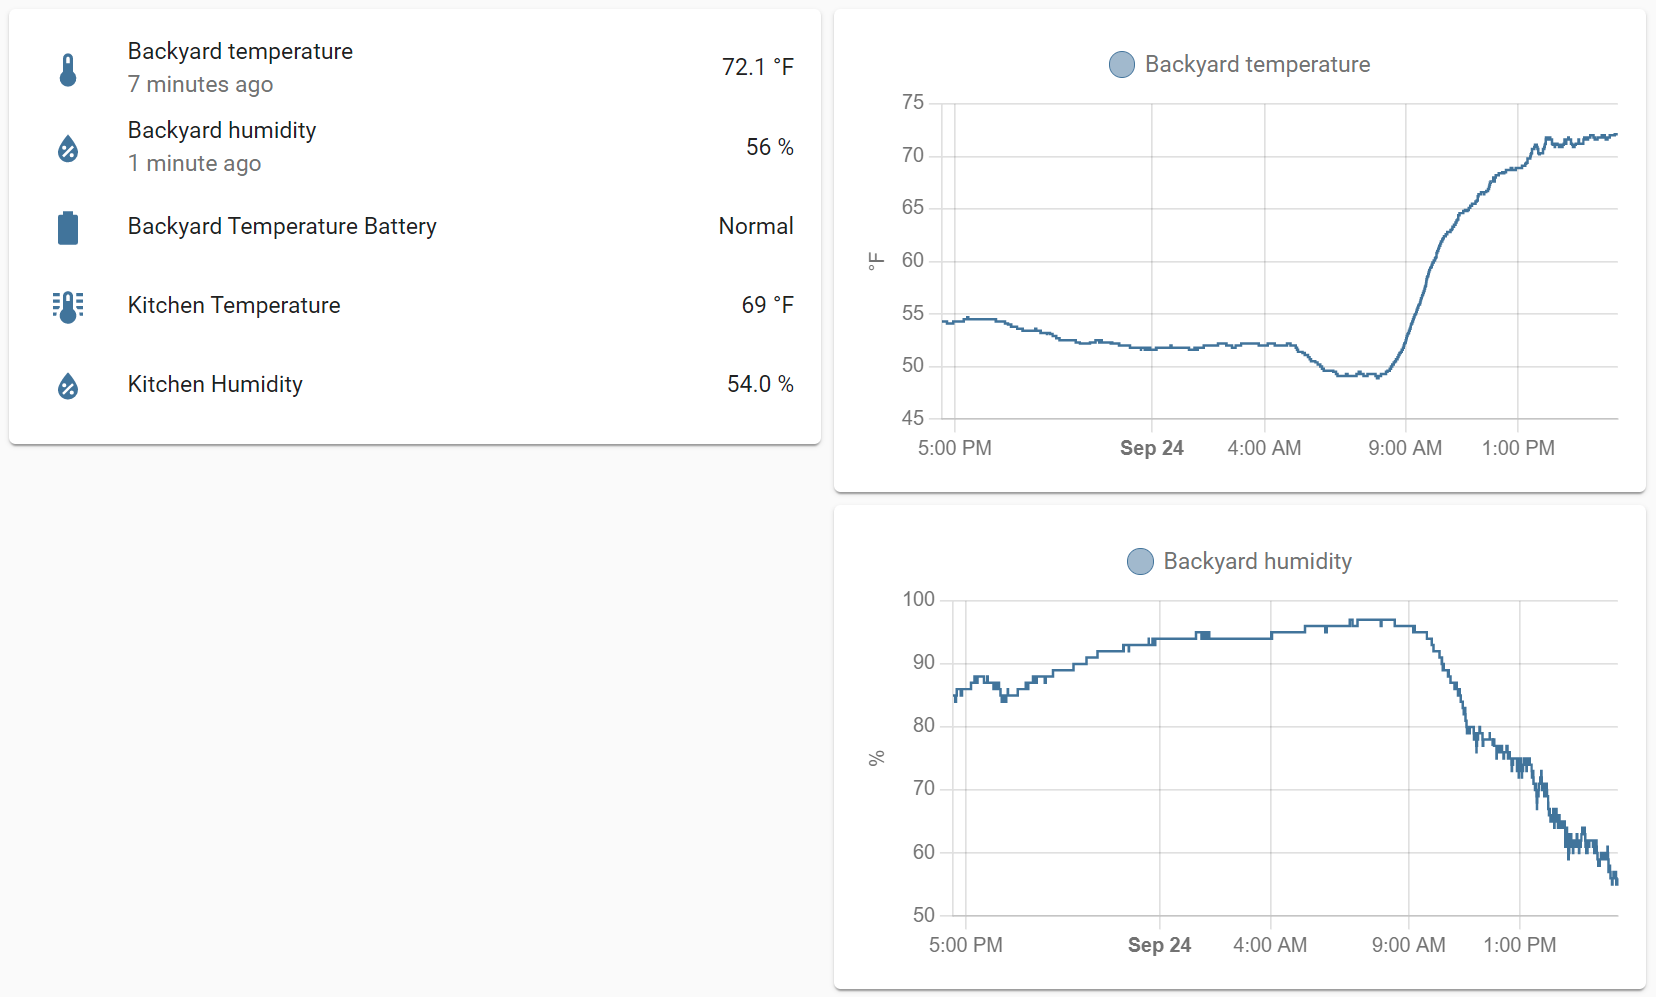 Backyard temperature
7 minutes ago
72.1 °F
Backyard humidity
1 minute ago
56 %
Backyard Temperature Battery
Normal
Kitchen Temperature
69 °F
Kitchen Humidity
54.0 %
Backyard temperature
75
70
65
60
55
50
45
°F
5:00 PM Sep 24 4:00 AM 9:00 AM 1:00 PM
Backyard humidity
100
90
80
70
60
50
%
5:00 PM Sep 24 4:00 AM 9:00 AM 1:00 PM